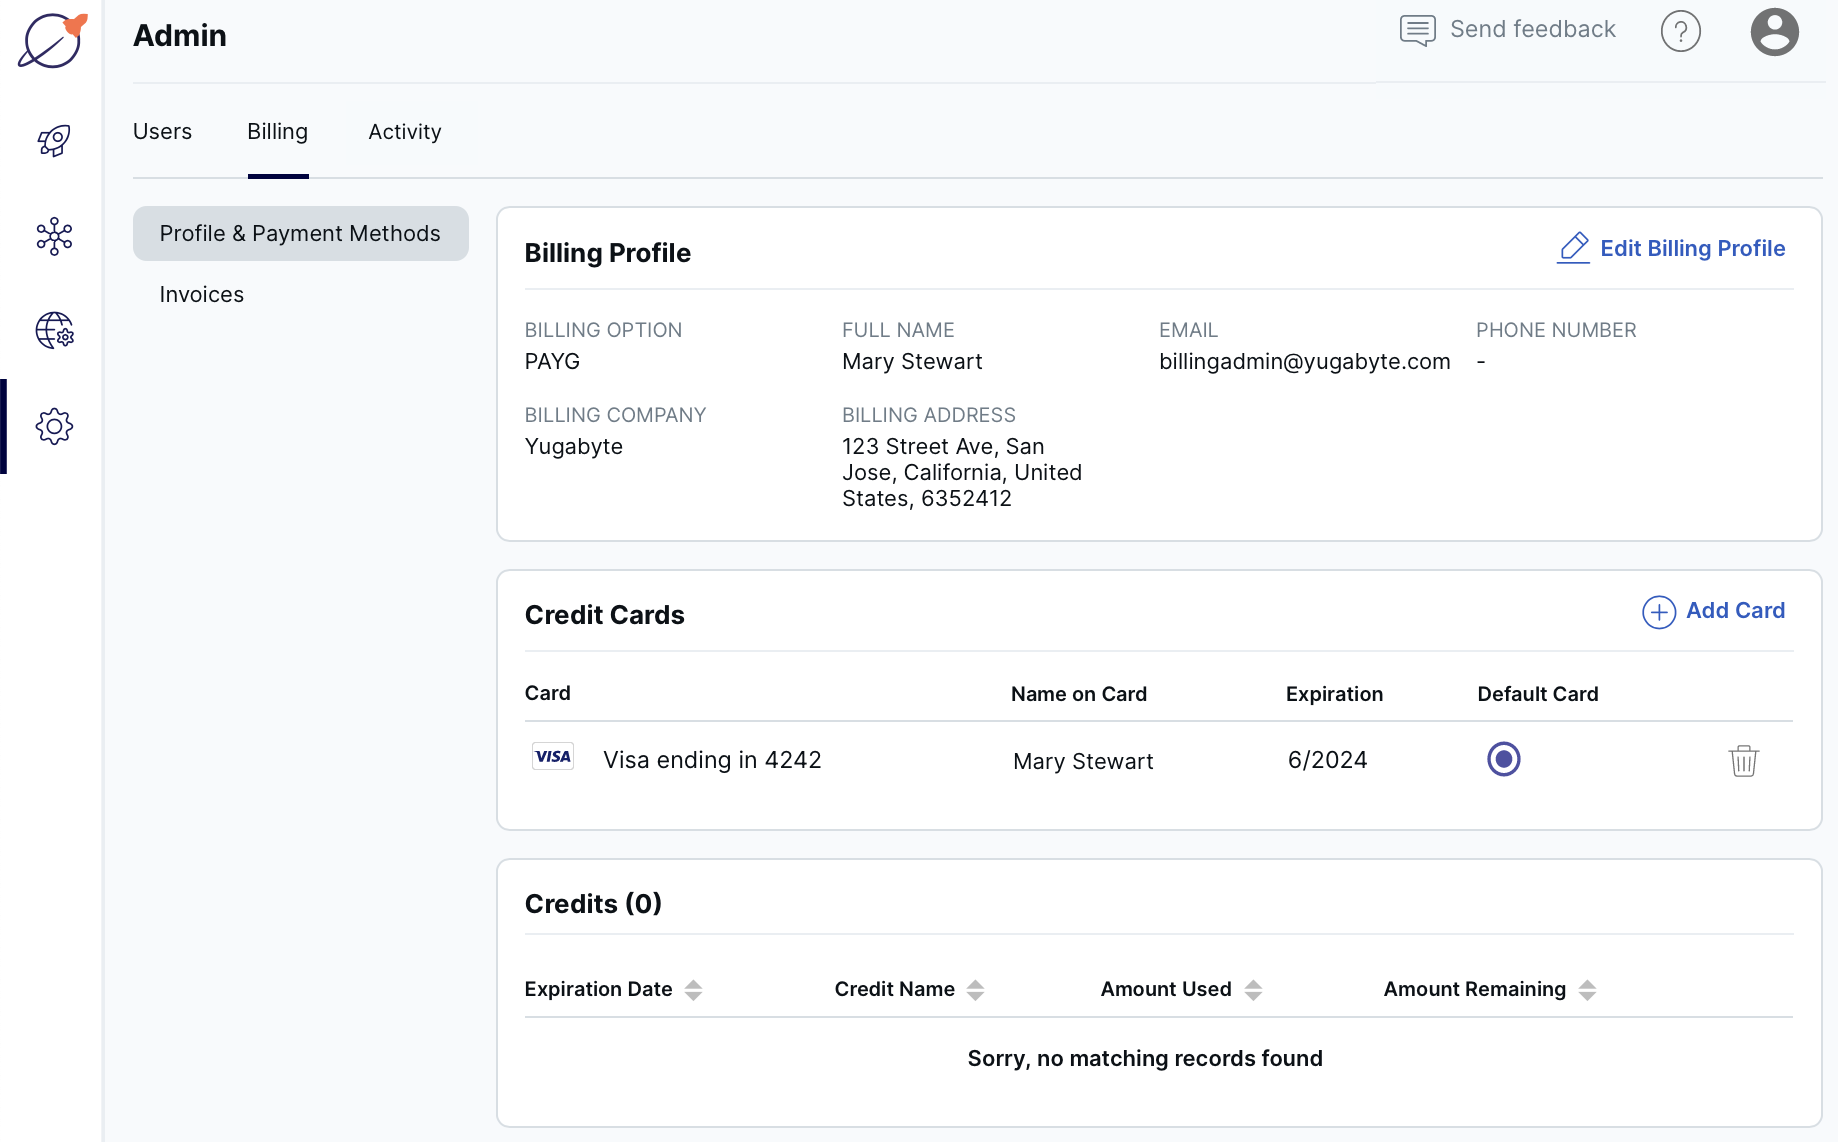 Admin
Send feedback
?
Users
Billing
Activity
Profile & Payment Methods
Invoices
Billing Profile
Edit Billing Profile
BILLING OPTION
PAYG
FULL NAME
Mary Stewart
EMAIL
billingadmin@yugabyte.com
PHONE NUMBER
-
BILLING COMPANY
Yugabyte
BILLING ADDRESS
123 Street Ave, San
Jose, California, United
States, 6352412
Credit Cards
Add Card
Card
Name on Card
Expiration
Default Card
VISA
Visa ending in 4242
Mary Stewart
6/2024
Credits (0)
Expiration Date
Credit Name
Amount Used
Amount Remaining
Sorry, no matching records found